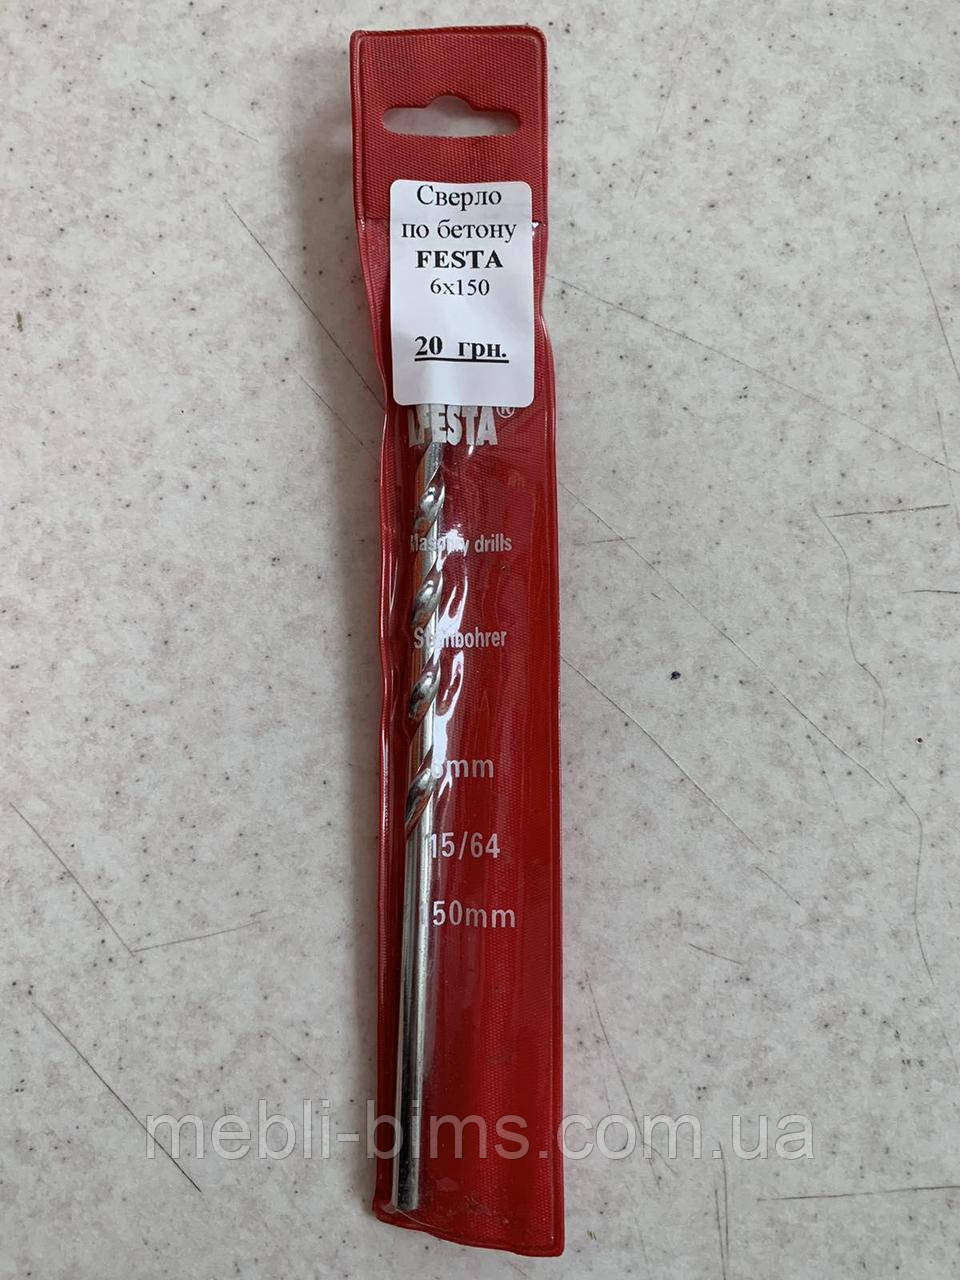 Сверло
по бетону
FESTA
6x150
20 грн.
FESTA®
Masonry drills
Steinbohrer
6mm
15/64
150mm
mebli-bims.com.ua